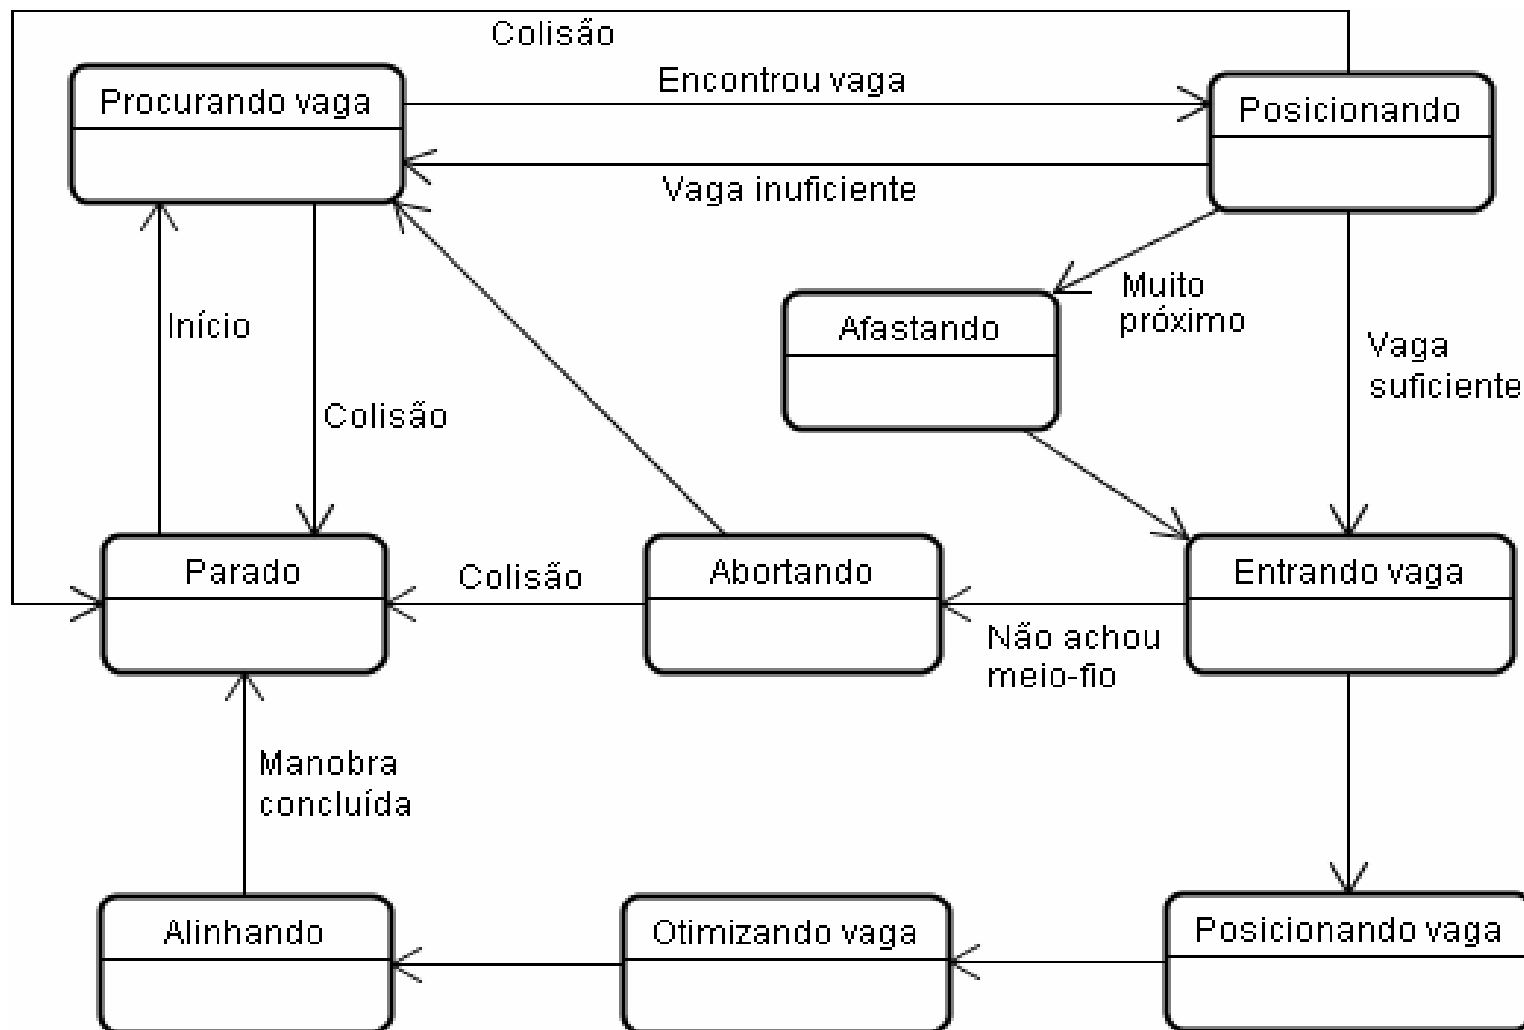 Colisão
Procurando vaga
Encontrou vaga
Posicionando
Vaga inuficiente
Muito
próximo
Afastando
Início
Vaga
suficiente
Colisão
Parado
Colisão
Abortando
Entrando vaga
Não achou
meio-fio
Manobra
concluída
Alinhando
Otimizando vaga
Posicionando vaga